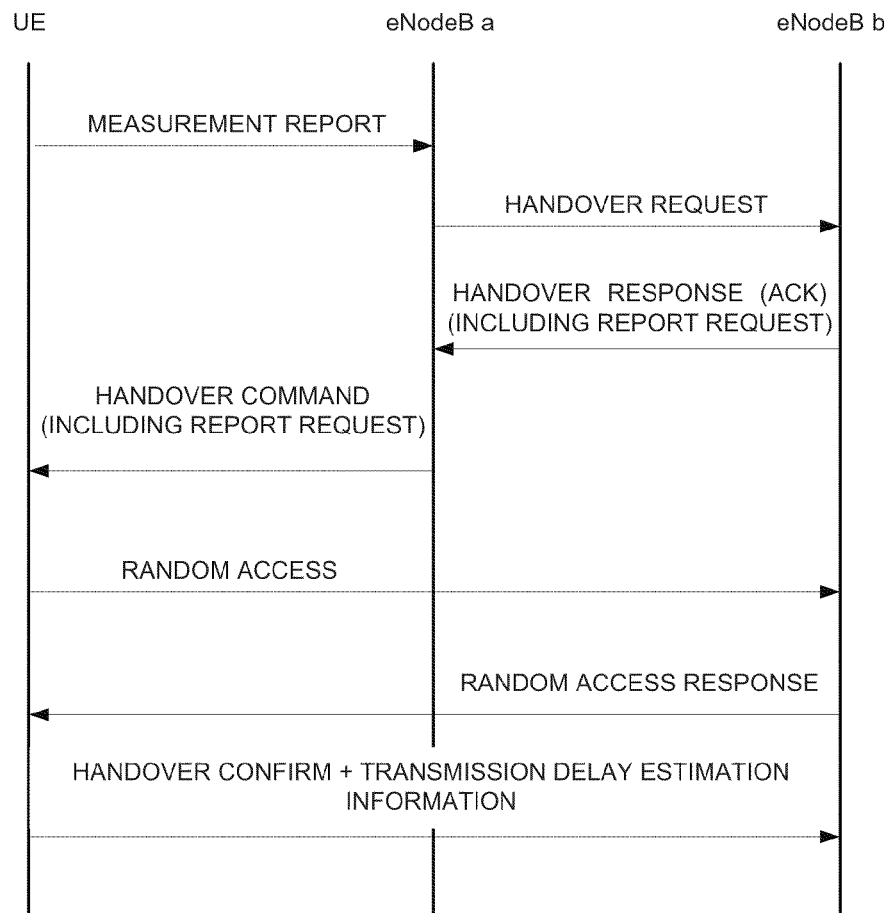 UE eNodeB a eNodeB b
MEASUREMENT REPORT
HANDOVER REQUEST
HANDOVER RESPONSE (ACK)
(INCLUDING REPORT REQUEST)
HANDOVER COMMAND
(INCLUDING REPORT REQUEST)
RANDOM ACCESS
RANDOM ACCESS RESPONSE
HANDOVER CONFIRM + TRANSMISSION DELAY ESTIMATION
INFORMATION